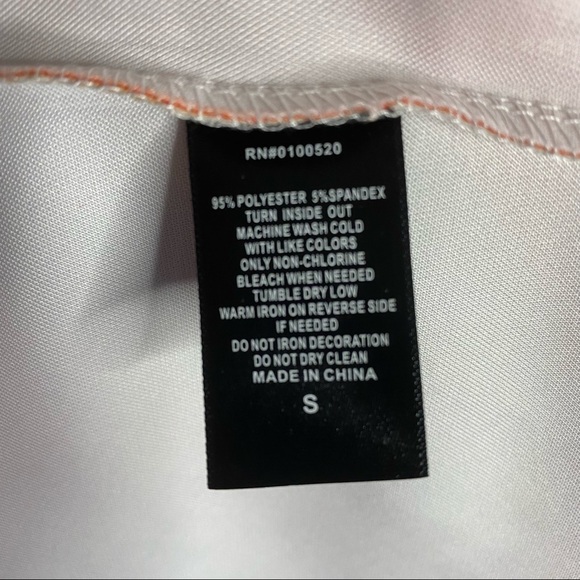 RN#0100520
95% POLYESTER 5%SPANDEX
TURN INSIDE OUT
MACHINE WASH COLD
WITH LIKE COLORS
ONLY NON-CHLORINE
BLEACH WHEN NEEDED
TUMBLE DRY LOW
WARM IRON ON REVERSE SIDE
IF NEEDED
DO NOT IRON DECORATION
DO NOT DRY CLEAN
MADE IN CHINA
S